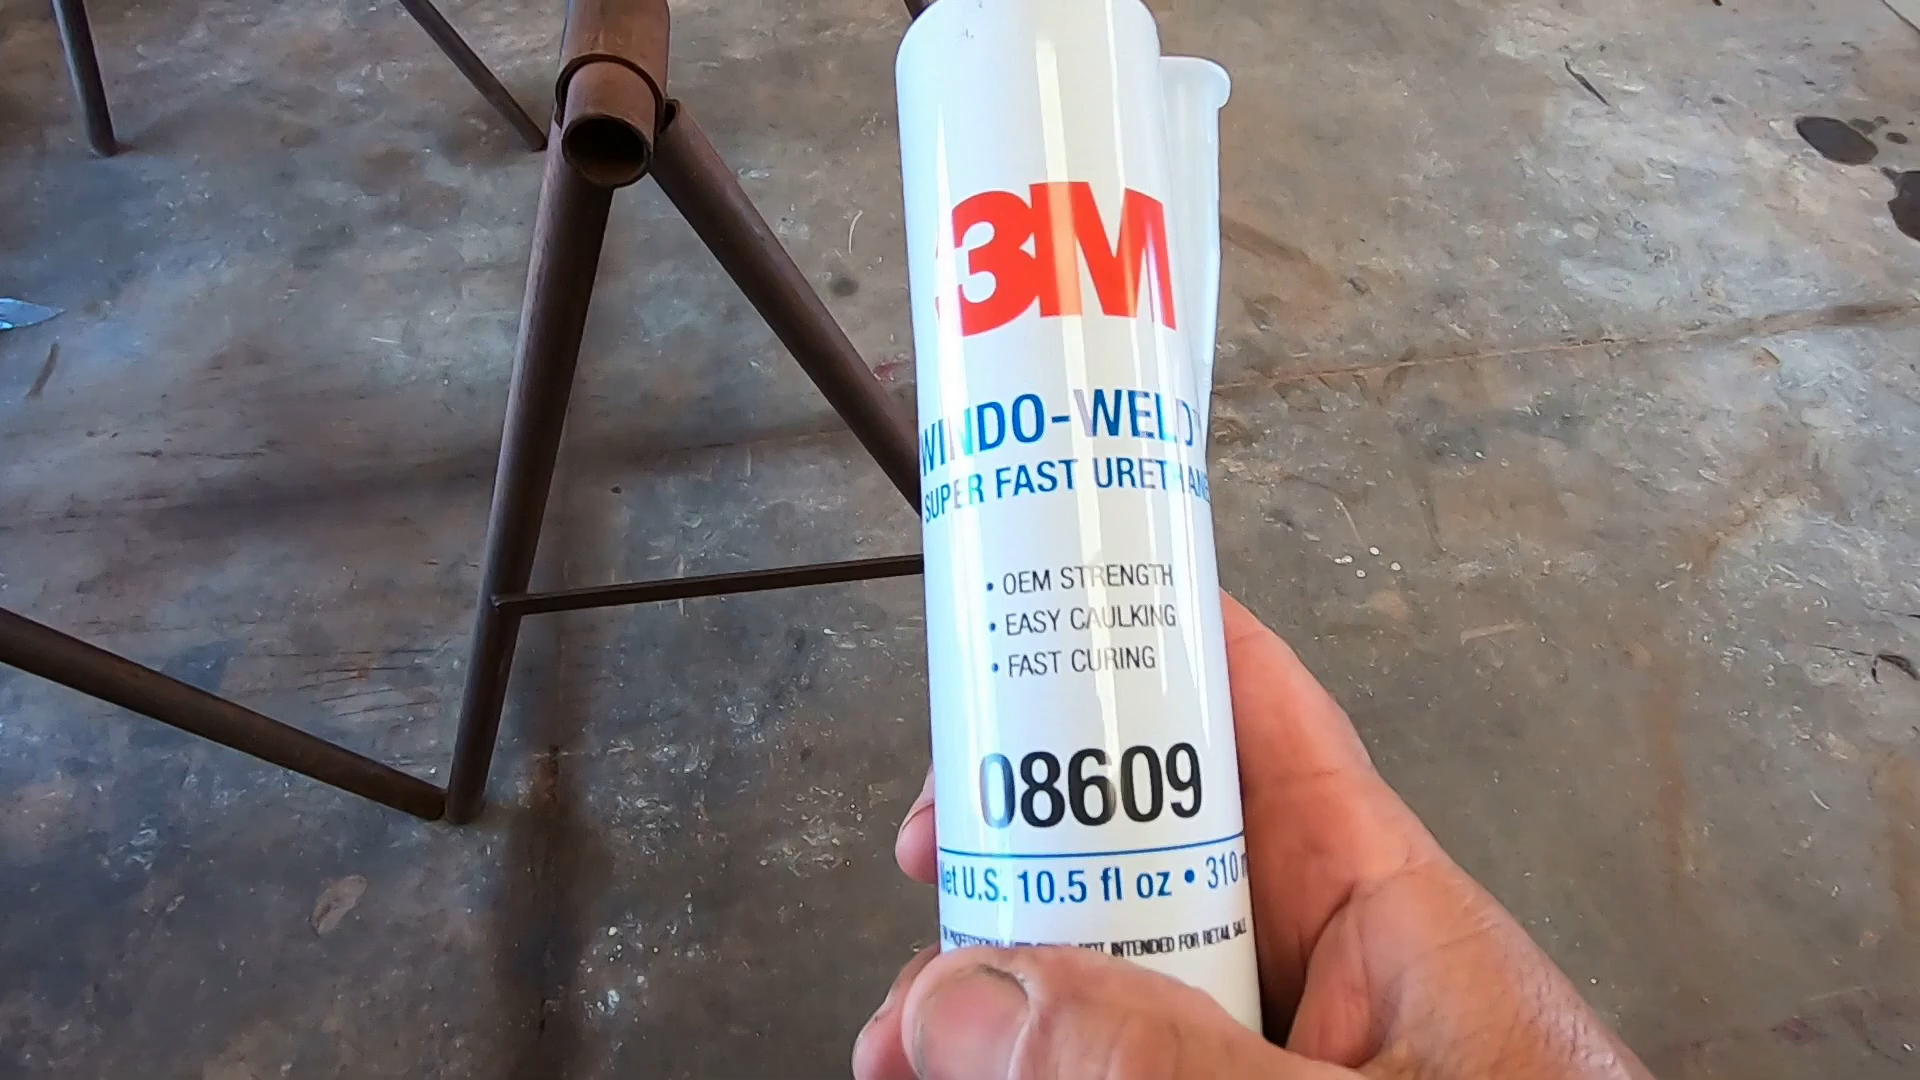 3M
WINDO-WELD
SUPER FAST URETHANE
• OEM STRENGTH
• EASY CAULKING
• FAST CURING
08609
Net U.S. 10.5 fl oz • 310
NOT INTENDED FOR RETAIL SALE